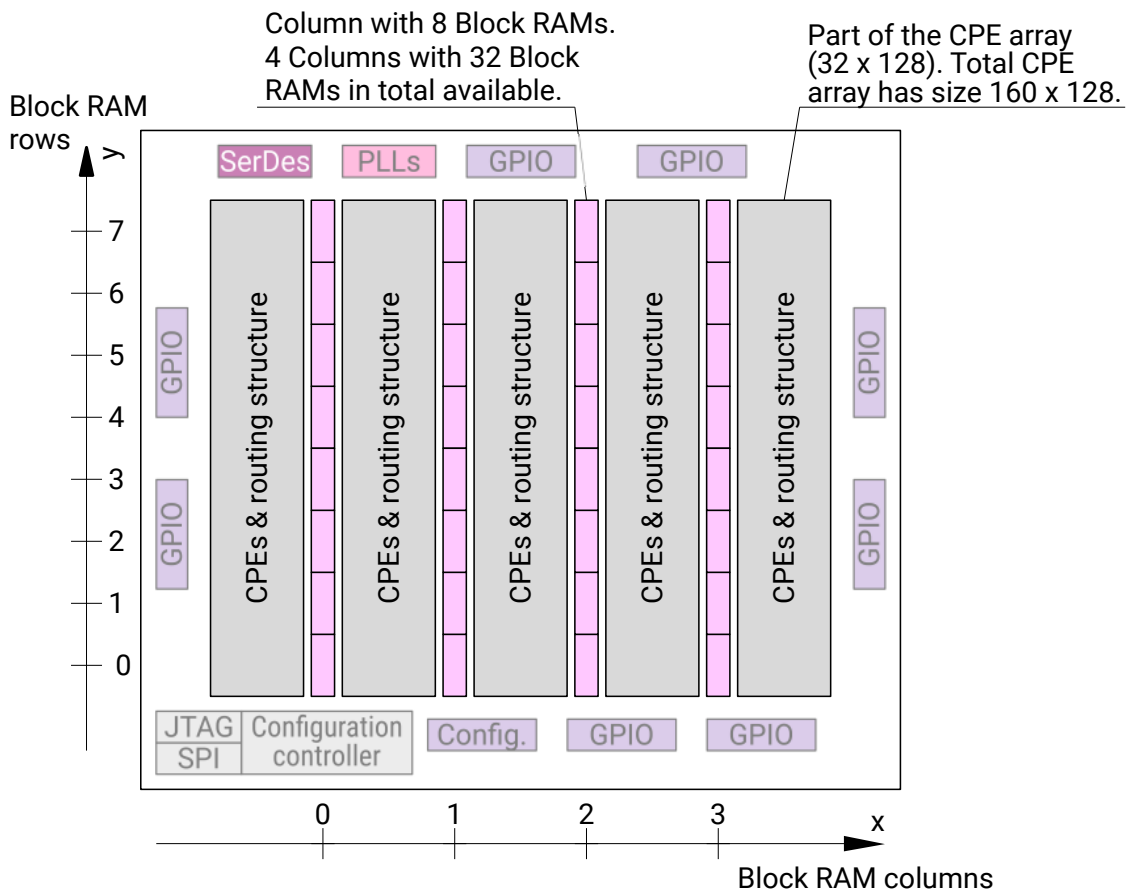 Column with 8 Block RAMs.
4 Columns with 32 Block
RAMs in total available.
Part of the CPE array
(32 x 128). Total CPE
array has size 160 x 128.
Block RAM
rows
y
SerDes
PLLs
GPIO
GPIO
7
6
5
4
3
2
1
0
GPIO
GPIO
CPEs & routing structure
CPEs & routing structure
CPEs & routing structure
CPEs & routing structure
CPEs & routing structure
GPIO
GPIO
JTAG
SPI
Configuration
controller
Config.
GPIO
GPIO
0
1
2
3
x
Block RAM columns